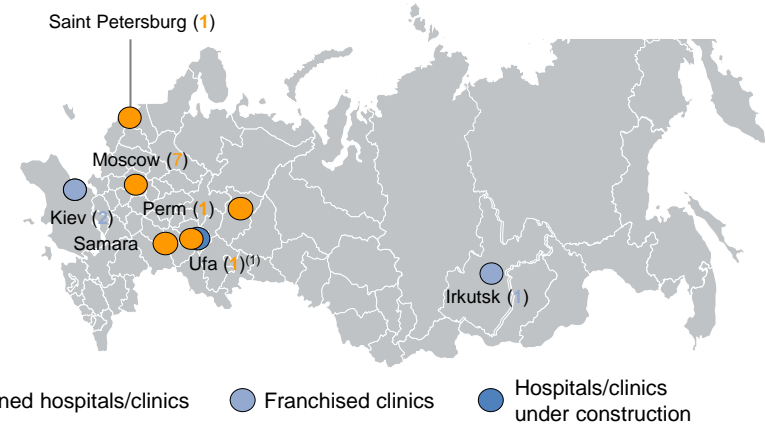 Saint Petersburg (1)
Moscow (7)
Kiev (2)
Perm (1)
Samara
Ufa (1)(1)
Irkutsk (1)
ned hospitals/clinics
Franchised clinics
Hospitals/clinics
under construction